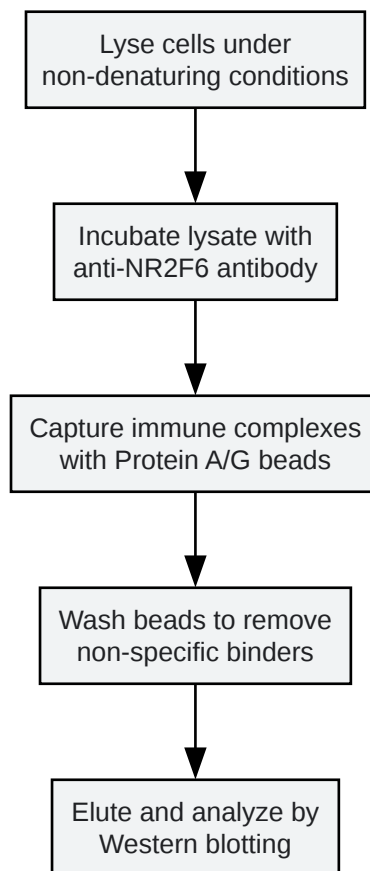 Lyse cells under
non-denaturing conditions
Incubate lysate with
anti-NR2F6 antibody
Capture immune complexes
with Protein A/G beads
Wash beads to remove
non-specific binders
Elute and analyze by
Western blotting